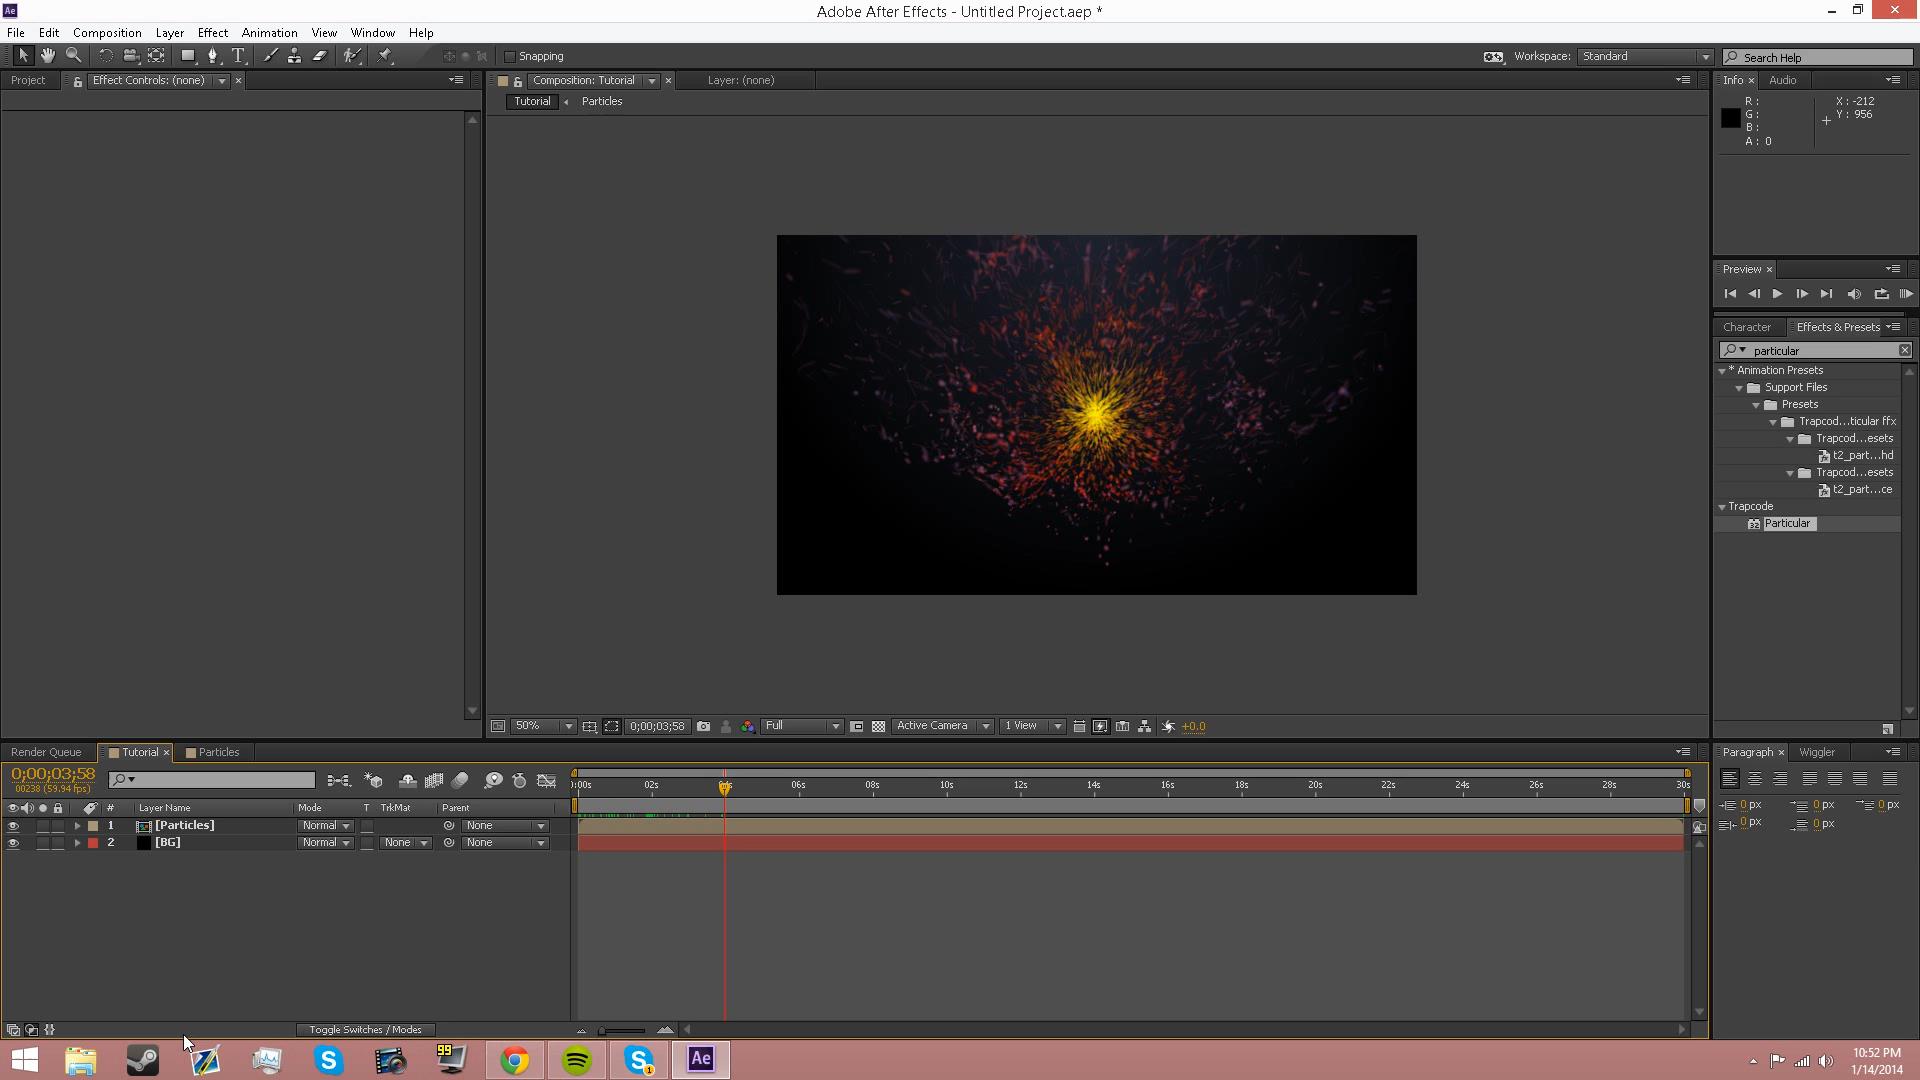 Ae
Adobe After Effects - Untitled Project.aep *
File Edit Composition Layer Effect Animation View Window Help
Snapping
Workspace: Standard
Search Help
Project
Effect Controls: (none) ×
Composition: Tutorial ×
Layer: (none)
Tutorial Particles
Info × Audio
R :
G :
B :
A : 0
X : -212
Y : 956
Preview ×
Character Effects & Presets
particular
* Animation Presets
Support Files
Presets
Trapcod...ticular ffx
Trapcod...esets
t2_part...hd
Trapcod...esets
t2_part...ce
Trapcode
Particular
50% 0;00;03;58 Full Active Camera 1 View +0.0
Render Queue Tutorial × Particles
0;00;03;58
00238 (59.94 fps)
# Layer Name Mode T TrkMat Parent
1 [Particles] Normal None
2 [BG] Normal None None
02s 06s 08s 10s 12s 14s 16s 18s 20s 22s 24s 26s 28s 30s
Toggle Switches / Modes
Paragraph × Wiggler
0 px 0 px 0 px
0 px 0 px
99
S
S 1
Ae
10:52 PM
1/14/2014